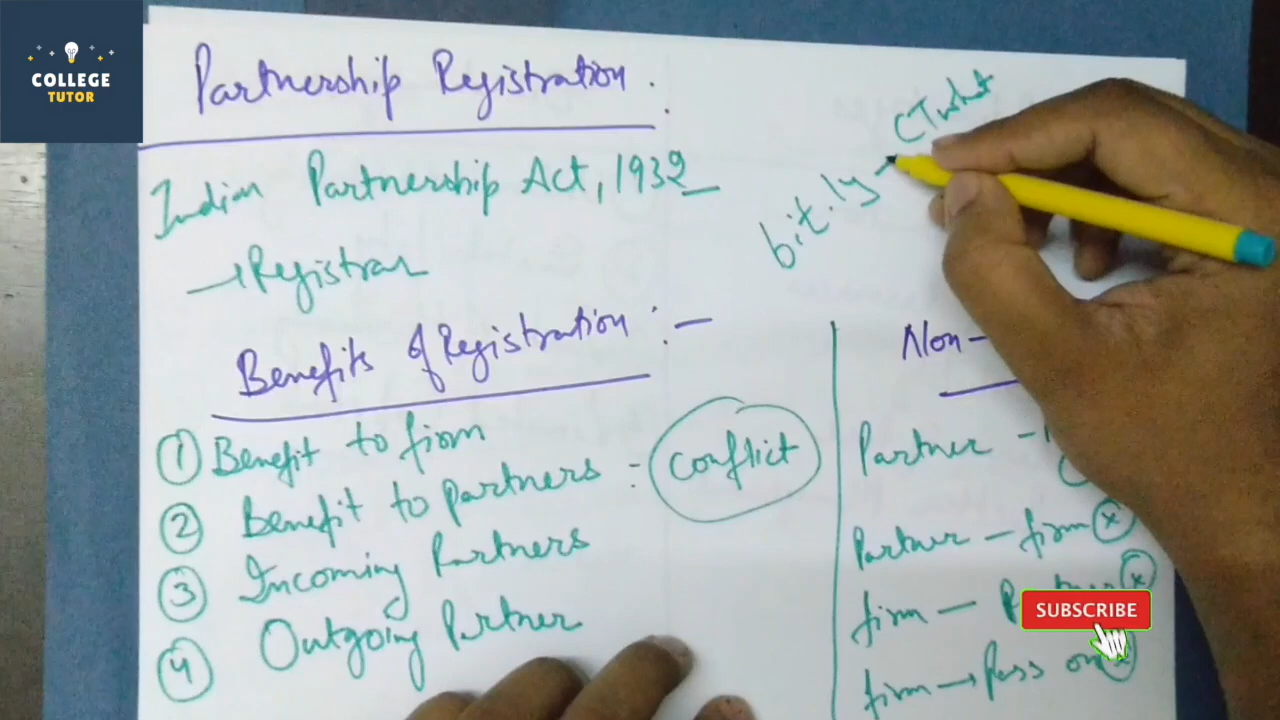 COLLEGE
TUTOR
Partnership Registration.
Indian Partnership Act, 1932
→ Registrar
Benefits of Registration :-
① Benefit to firm
② Benefit to partners :- Conflict
③ Incoming Partners
④ Outgoing Partner
bit.ly
Non-
Partner -
Partner - firm ⓧ
firm -
firm → Pass on
SUBSCRIBE